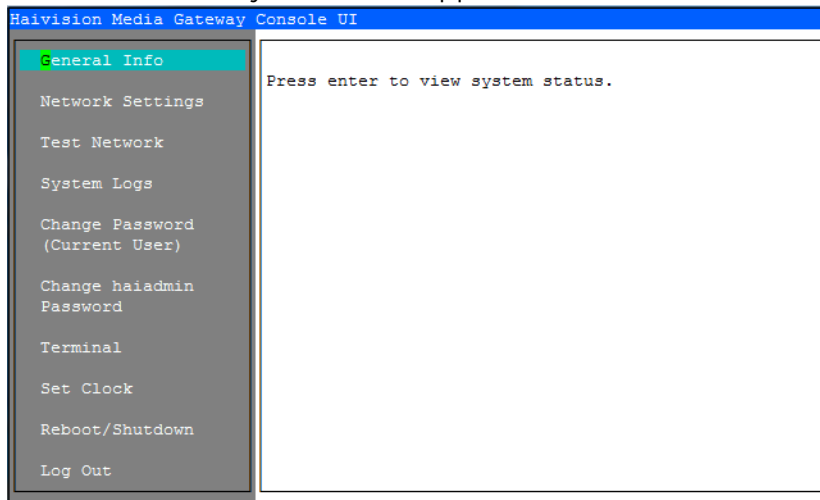 Haivision Media Gateway Console UI
General Info
Press enter to view system status.
Network Settings
Test Network
System Logs
Change Password
(Current User)
Change haiadmin
Password
Terminal
Set Clock
Reboot/Shutdown
Log Out